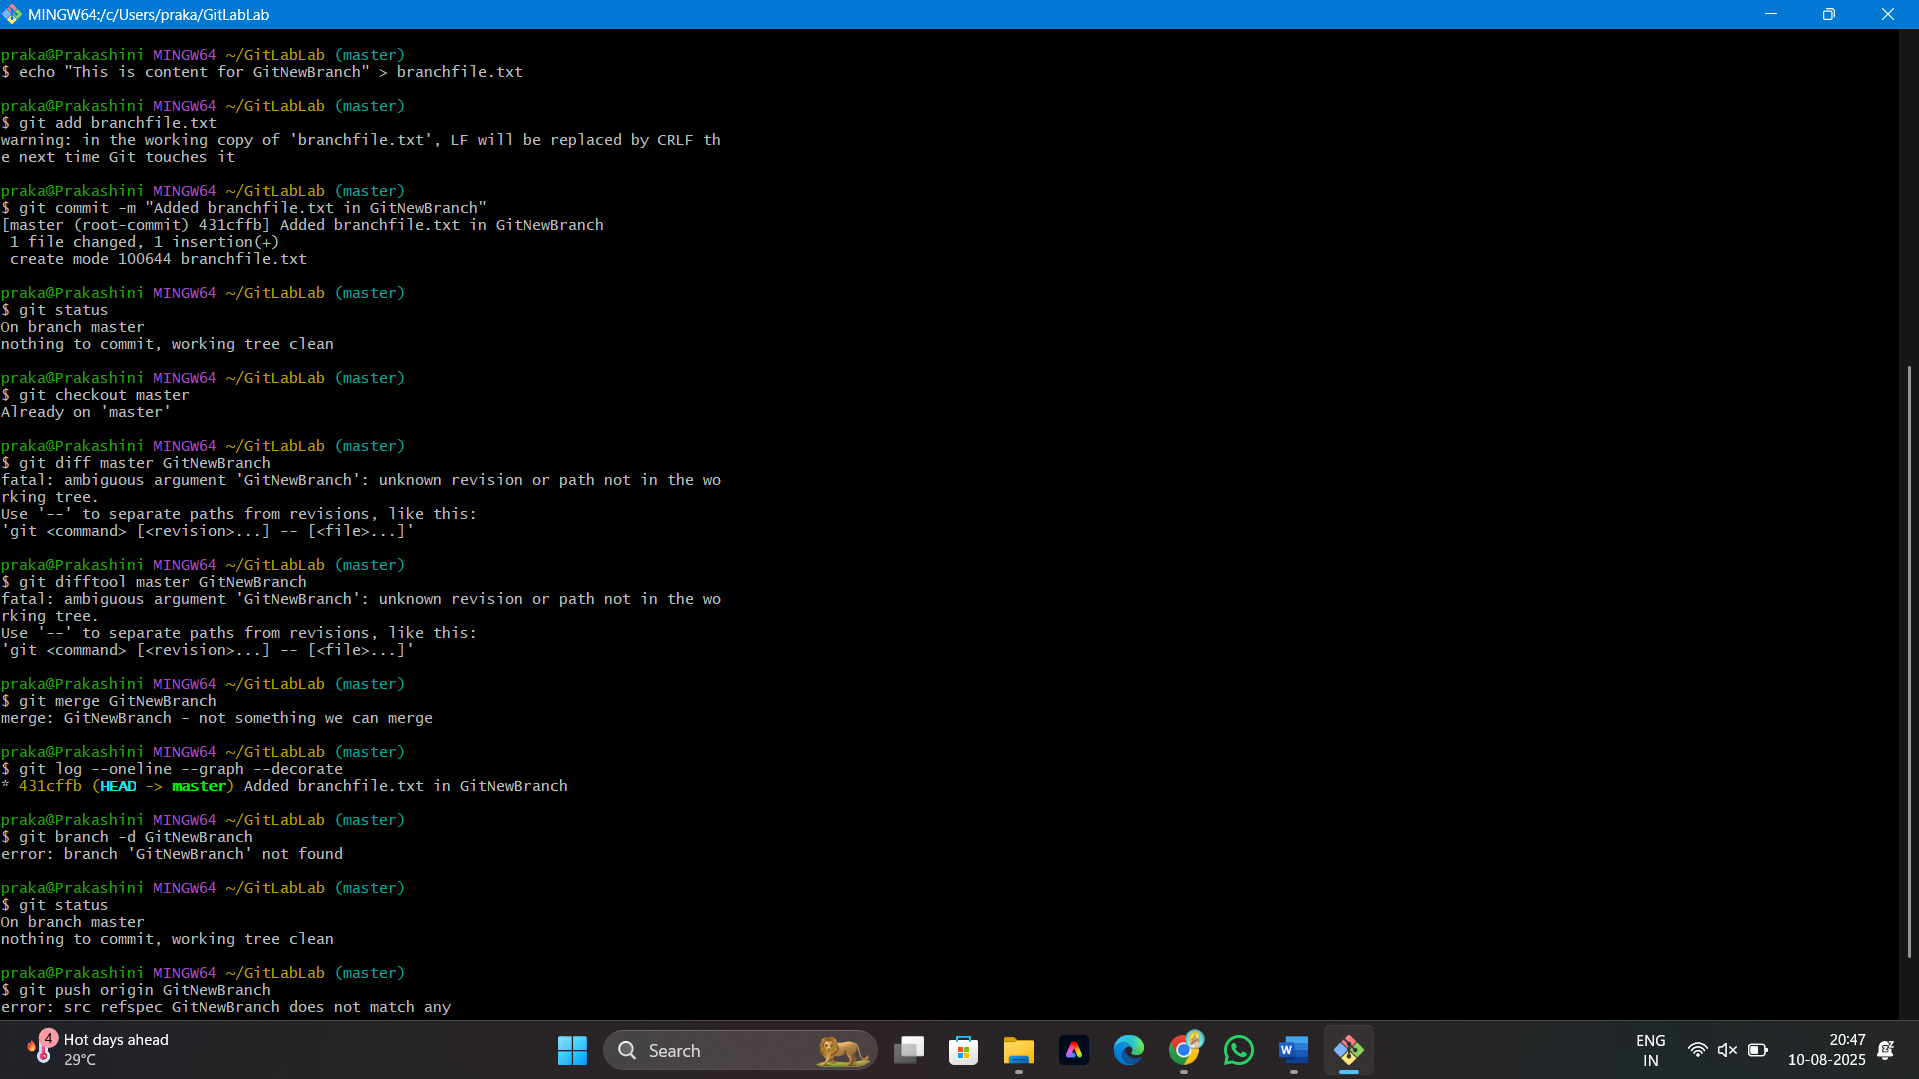 MINGW64:/c/Users/praka/GitLabLab
praka@Prakashini MINGW64 ~/GitLabLab (master)
$ echo "This is content for GitNewBranch" > branchfile.txt
praka@Prakashini MINGW64 ~/GitLabLab (master)
$ git add branchfile.txt
warning: in the working copy of 'branchfile.txt', LF will be replaced by CRLF th
e next time Git touches it
praka@Prakashini MINGW64 ~/GitLabLab (master)
$ git commit -m "Added branchfile.txt in GitNewBranch"
[master (root-commit) 431cffb] Added branchfile.txt in GitNewBranch
1 file changed, 1 insertion(+)
create mode 100644 branchfile.txt
praka@Prakashini MINGW64 ~/GitLabLab (master)
$ git status
On branch master
nothing to commit, working tree clean
praka@Prakashini MINGW64 ~/GitLabLab (master)
$ git checkout master
Already on 'master'
praka@Prakashini MINGW64 ~/GitLabLab (master)
$ git diff master GitNewBranch
fatal: ambiguous argument 'GitNewBranch': unknown revision or path not in the wo
rking tree.
Use '--' to separate paths from revisions, like this:
'git <command> [<revision>...] -- [<file>...]'
praka@Prakashini MINGW64 ~/GitLabLab (master)
$ git difftool master GitNewBranch
fatal: ambiguous argument 'GitNewBranch': unknown revision or path not in the wo
rking tree.
Use '--' to separate paths from revisions, like this:
'git <command> [<revision>...] -- [<file>...]'
praka@Prakashini MINGW64 ~/GitLabLab (master)
$ git merge GitNewBranch
merge: GitNewBranch - not something we can merge
praka@Prakashini MINGW64 ~/GitLabLab (master)
$ git log --oneline --graph --decorate
* 431cffb (HEAD -> master) Added branchfile.txt in GitNewBranch
praka@Prakashini MINGW64 ~/GitLabLab (master)
$ git branch -d GitNewBranch
error: branch 'GitNewBranch' not found
praka@Prakashini MINGW64 ~/GitLabLab (master)
$ git status
On branch master
nothing to commit, working tree clean
praka@Prakashini MINGW64 ~/GitLabLab (master)
$ git push origin GitNewBranch
error: src refspec GitNewBranch does not match any
4
Hot days ahead
29°C
Search
W
ENG
IN
20:47
10-08-2025